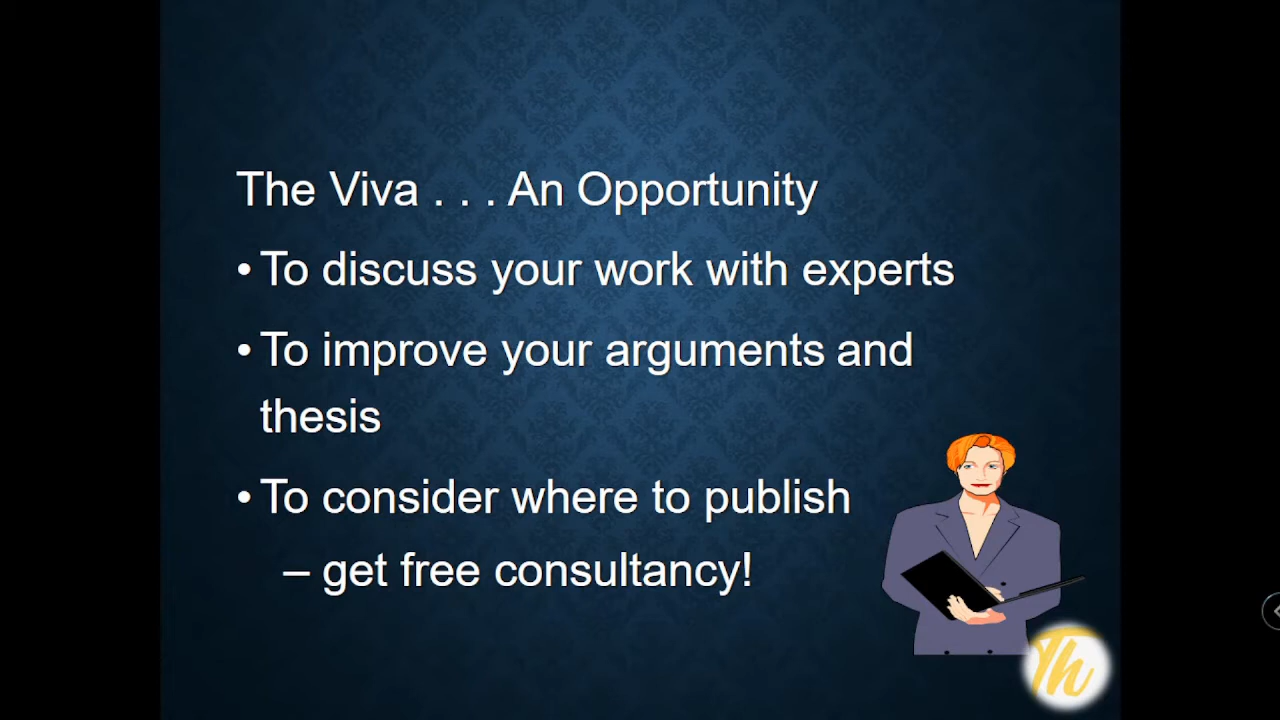 The Viva . . . An Opportunity
• To discuss your work with experts
• To improve your arguments and
thesis
• To consider where to publish
– get free consultancy!
Th